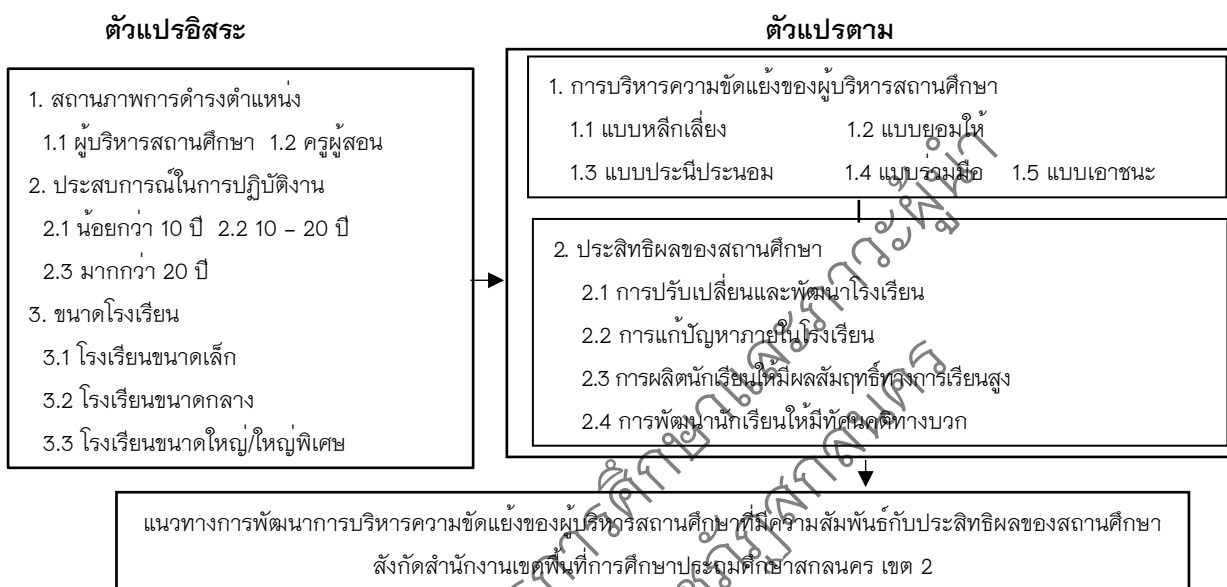 ตัวแปรอิสระ
1. สถานภาพการดำรงตำแหน่ง
1.1 ผู้บริหารสถานศึกษา 1.2 ครูผู้สอน
2. ประสบการณ์ในการปฏิบัติงาน
2.1 น้อยกว่า 10 ปี 2.2 10 – 20 ปี
2.3 มากกว่า 20 ปี
3. ขนาดโรงเรียน
3.1 โรงเรียนขนาดเล็ก
3.2 โรงเรียนขนาดกลาง
3.3 โรงเรียนขนาดใหญ่/ใหญ่พิเศษ
ตัวแปรตาม
1. การบริหารความขัดแย้งของผู้บริหารสถานศึกษา
1.1 แบบหลีกเลี่ยง 1.2 แบบยอมให้
1.3 แบบประนีประนอม 1.4 แบบร่วมมือ 1.5 แบบเอาชนะ
2. ประสิทธิผลของสถานศึกษา
2.1 การปรับเปลี่ยนและพัฒนาโรงเรียน
2.2 การแก้ปัญหาภายในโรงเรียน
2.3 การผลิตนักเรียนให้มีผลสัมฤทธิ์ทางการเรียนสูง
2.4 การพัฒนานักเรียนให้มีทัศนคติทางบวก
แนวทางการพัฒนาการบริหารความขัดแย้งของผู้บริหารสถานศึกษาที่มีความสัมพันธ์กับประสิทธิผลของสถานศึกษา
สังกัดสำนักงานเขตพื้นที่การศึกษาประถมศึกษาสกลนคร เขต 2